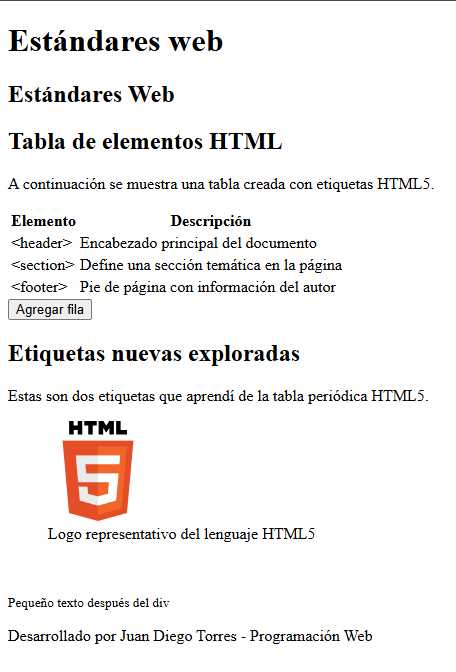 Estándares web
Estándares Web
Tabla de elementos HTML
A continuación se muestra una tabla creada con etiquetas HTML5.
Elemento Descripción
<header> Encabezado principal del documento
<section> Define una sección temática en la página
<footer> Pie de página con información del autor
Agregar fila
Etiquetas nuevas exploradas
Estas son dos etiquetas que aprendí de la tabla periódica HTML5.
HTML
5
Logo representativo del lenguaje HTML5
Pequeño texto después del div
Desarrollado por Juan Diego Torres - Programación Web